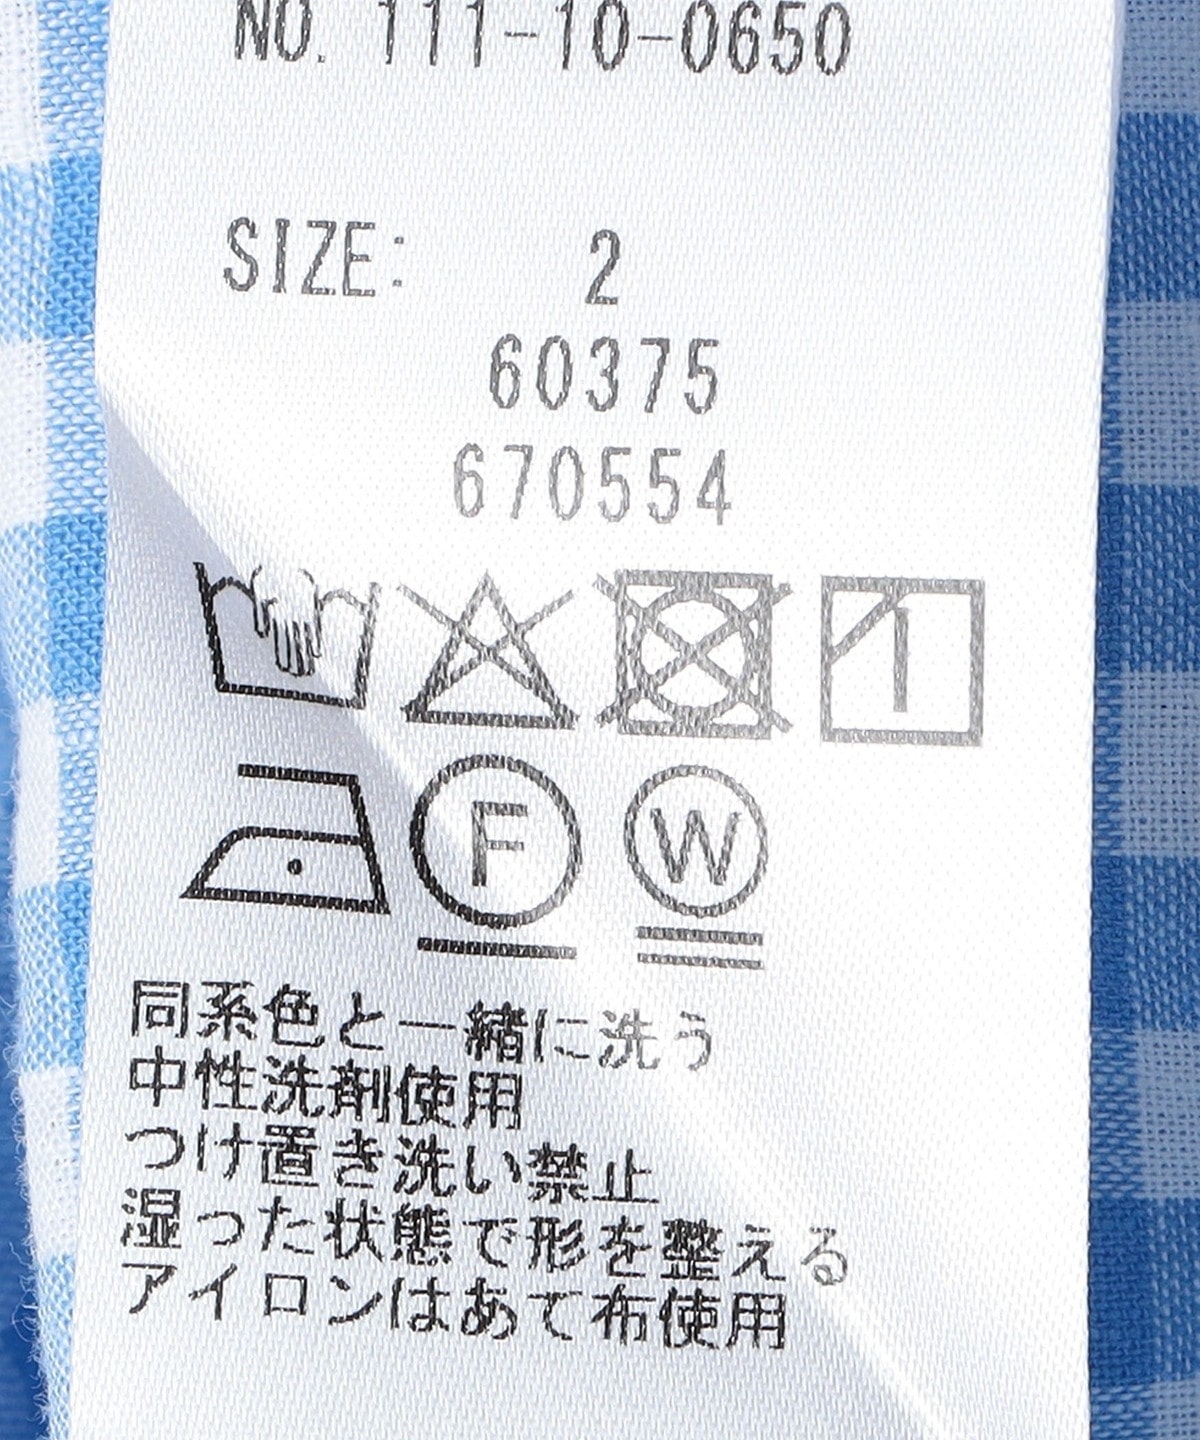 NO. 111-10-0650
SIZE: 2
60375
670554
F W
同系色と一緒に洗う
中性洗剤使用
つけ置き洗い禁止
湿った状態で形を整える
アイロンはあて布使用